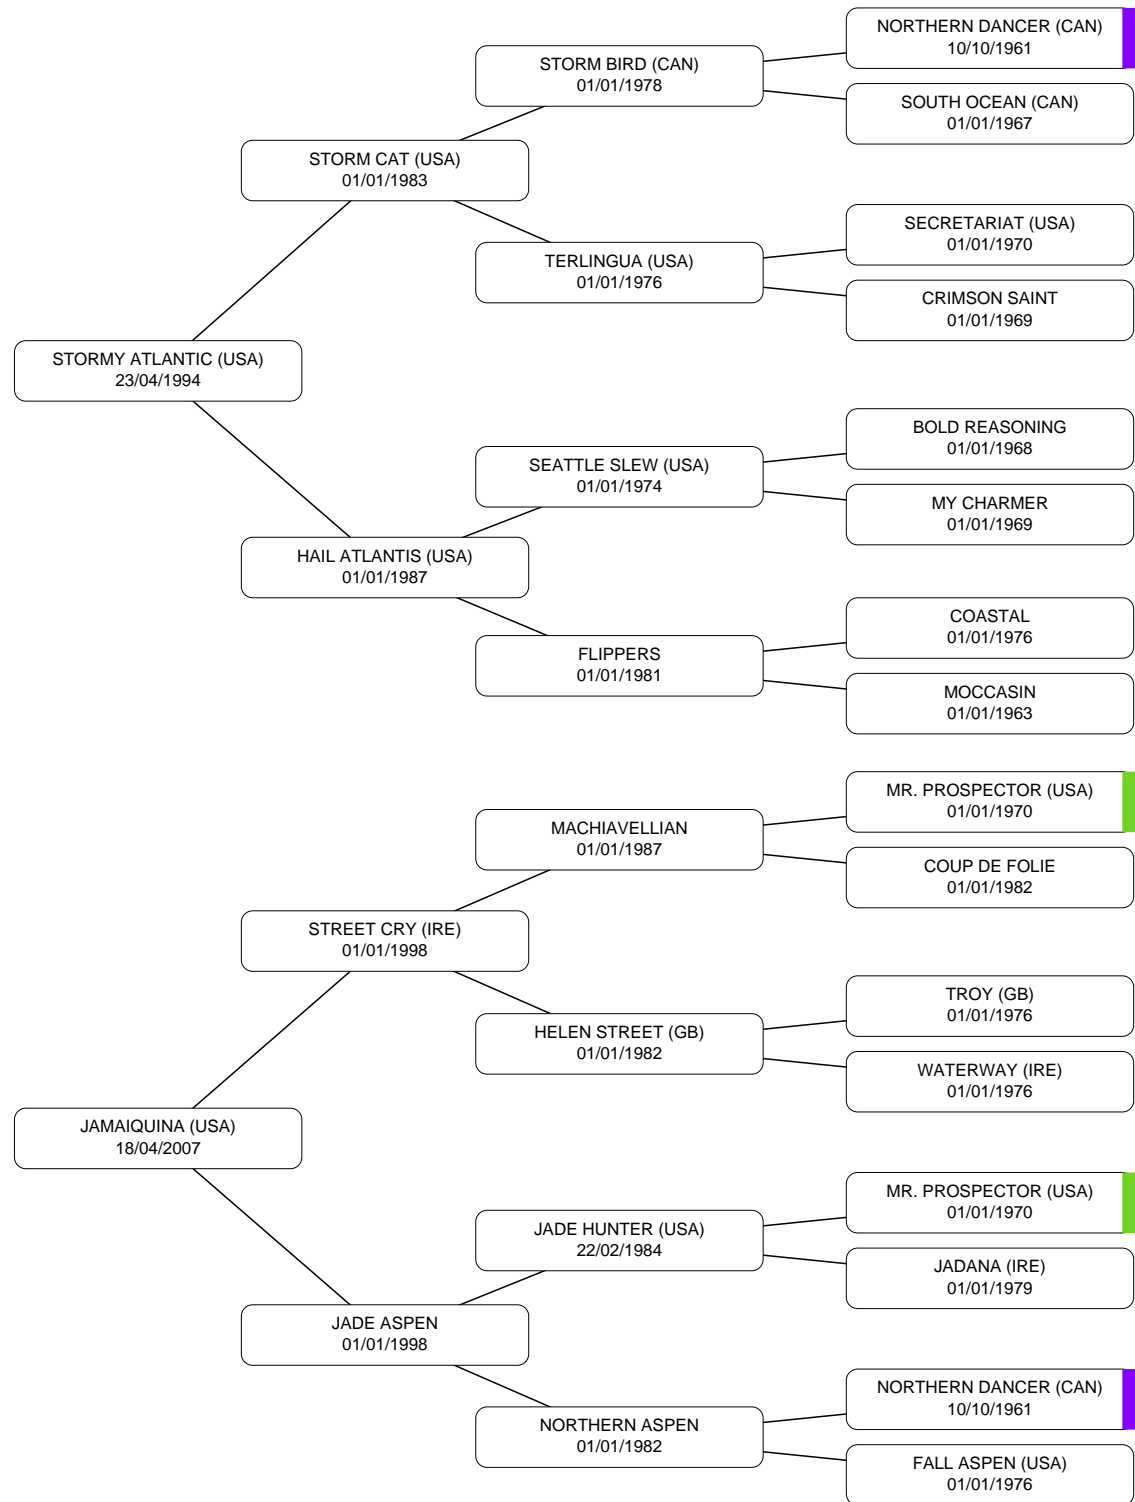 NORTHERN DANCER (CAN)
10/10/1961
STORM BIRD (CAN)
01/01/1978
SOUTH OCEAN (CAN)
01/01/1967
STORM CAT (USA)
01/01/1983
SECRETARIAT (USA)
01/01/1970
TERLINGUA (USA)
01/01/1976
CRIMSON SAINT
01/01/1969
STORMY ATLANTIC (USA)
23/04/1994
BOLD REASONING
01/01/1968
SEATTLE SLEW (USA)
01/01/1974
MY CHARMER
01/01/1969
HAIL ATLANTIS (USA)
01/01/1987
COASTAL
01/01/1976
FLIPPERS
01/01/1981
MOCCASIN
01/01/1963
MR. PROSPECTOR (USA)
01/01/1970
MACHIAVELLIAN
01/01/1987
COUP DE FOLIE
01/01/1982
STREET CRY (IRE)
01/01/1998
TROY (GB)
01/01/1976
HELEN STREET (GB)
01/01/1982
WATERWAY (IRE)
01/01/1976
JAMAIQUINA (USA)
18/04/2007
MR. PROSPECTOR (USA)
01/01/1970
JADE HUNTER (USA)
22/02/1984
JADANA (IRE)
01/01/1979
JADE ASPEN
01/01/1998
NORTHERN DANCER (CAN)
10/10/1961
NORTHERN ASPEN
01/01/1982
FALL ASPEN (USA)
01/01/1976